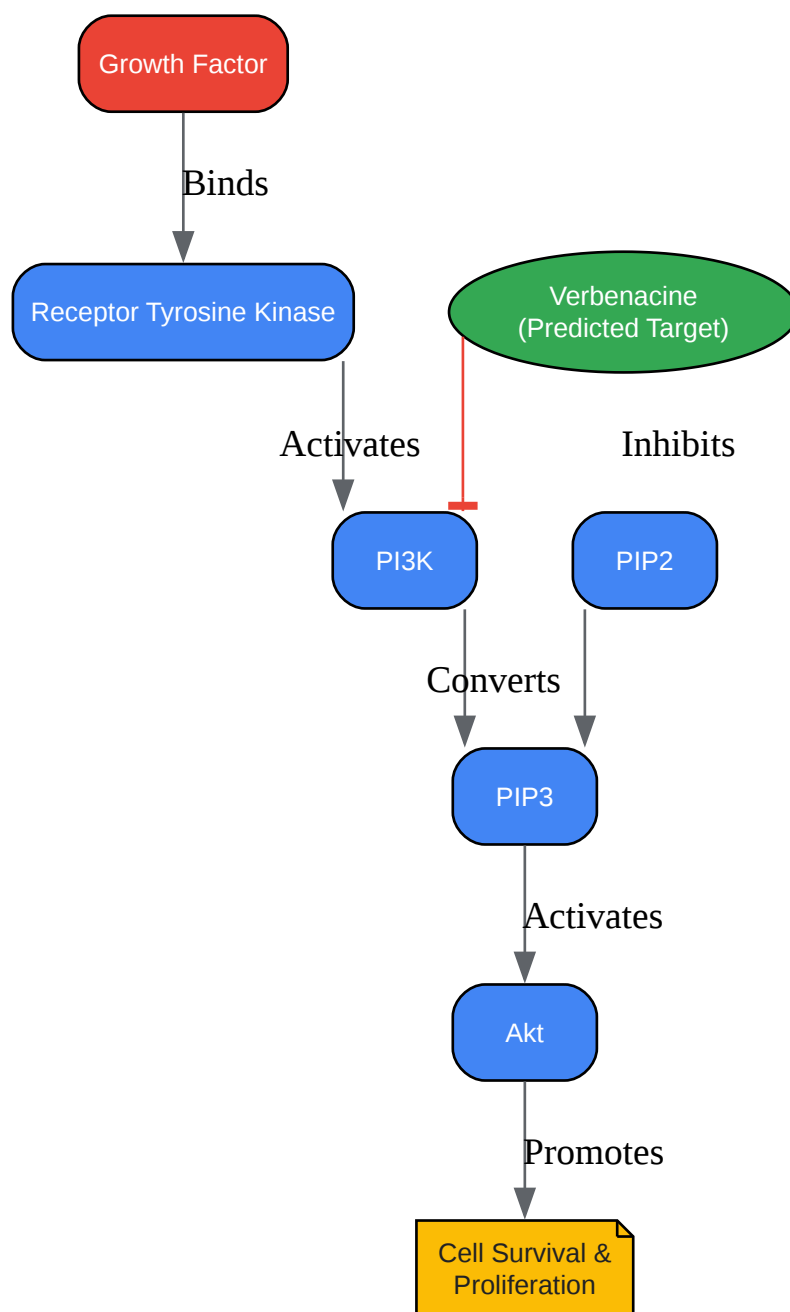 Growth Factor
Binds
Receptor Tyrosine Kinase
Verbenacine
(Predicted Target)
Activates
Inhibits
PI3K
PIP2
Converts
PIP3
Activates
Akt
Promotes
Cell Survival &
Proliferation